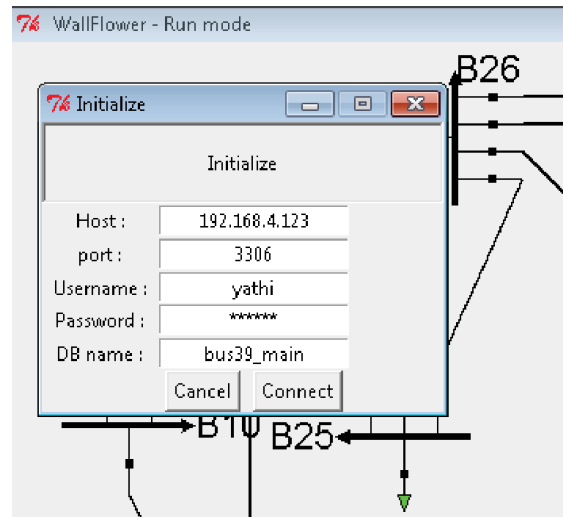 WallFlower - Run mode
B26
Initialize
Initialize
Host : 192.168.4.123
port : 3306
Username : yathi
Password : ******
DB name : bus39_main
Cancel Connect
B10
B25